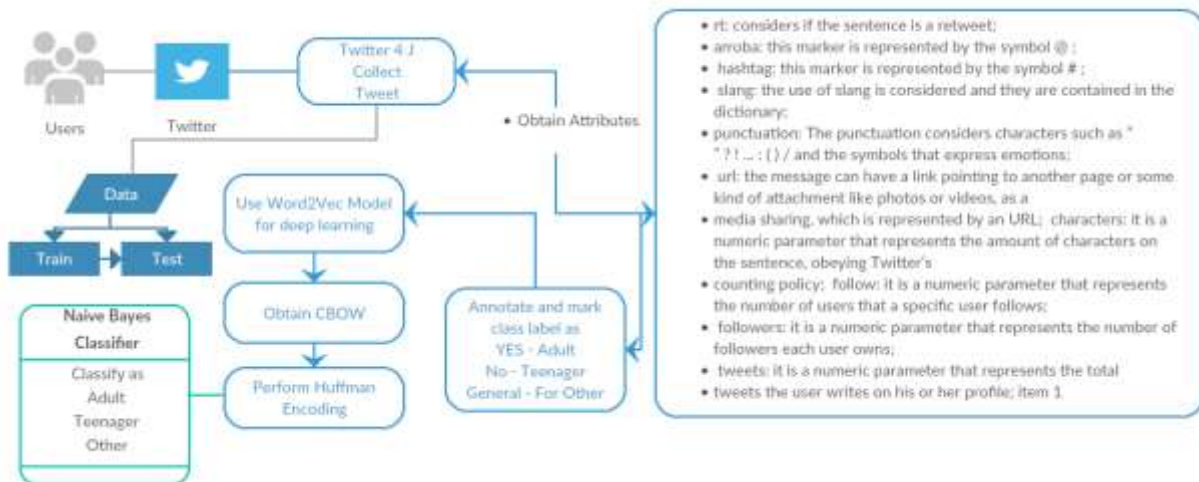 Users
Twitter
Twitter 4 J
Collect
Tweet
• Obtain Attributes
Data
Train
Test
Use Word2Vec Model
for deep learning
Obtain CBOW
Perform Huffman
Encoding
Naive Bayes
Classifier
Classify as
Adult
Teenager
Other
Annotate and mark
class label as
YES - Adult
No - Teenager
General - For Other
• rt: considers if the sentence is a retweet;
• arroba: this marker is represented by the symbol @ ;
• hashtag: this marker is represented by the symbol # ;
• slang: the use of slang is considered and they are contained in the
dictionary;
• punctuation: The punctuation considers characters such as "
" ? ! ... : ( ) / and the symbols that express emotions;
• url: the message can have a link pointing to another page or some
kind of attachment like photos or videos, as a
• media sharing, which is represented by an URL; characters: it is a
numeric parameter that represents the amount of characters on
the sentence, obeying Twitter's
• counting policy; follow: it is a numeric parameter that represents
the number of users that a specific user follows;
• followers: it is a numeric parameter that represents the number of
followers each user owns;
• tweets: it is a numeric parameter that represents the total
• tweets the user writes on his or her profile; item 1